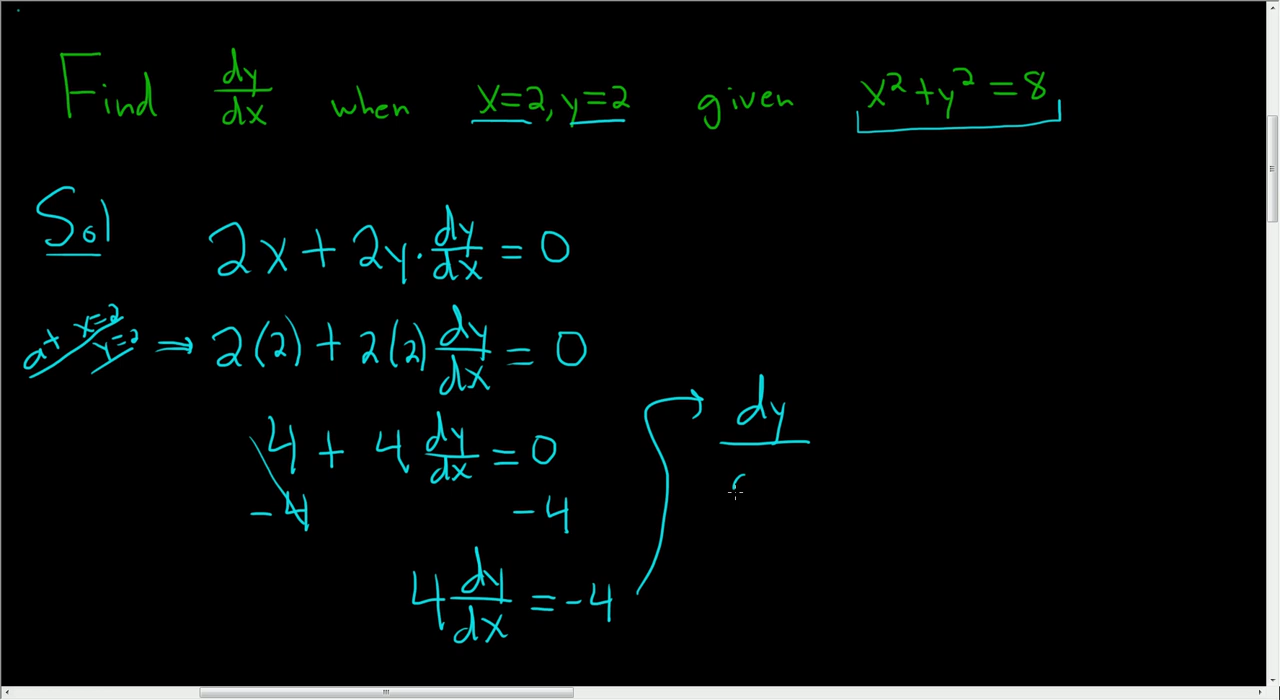 Find dy/dx when x=2, y=2 given x² + y² = 8
Sol
2x + 2y · dy/dx = 0
at x=2 y=2 → 2(2) + 2(2) dy/dx = 0
4 + 4 dy/dx = 0
-4 -4
4 dy/dx = -4
dy